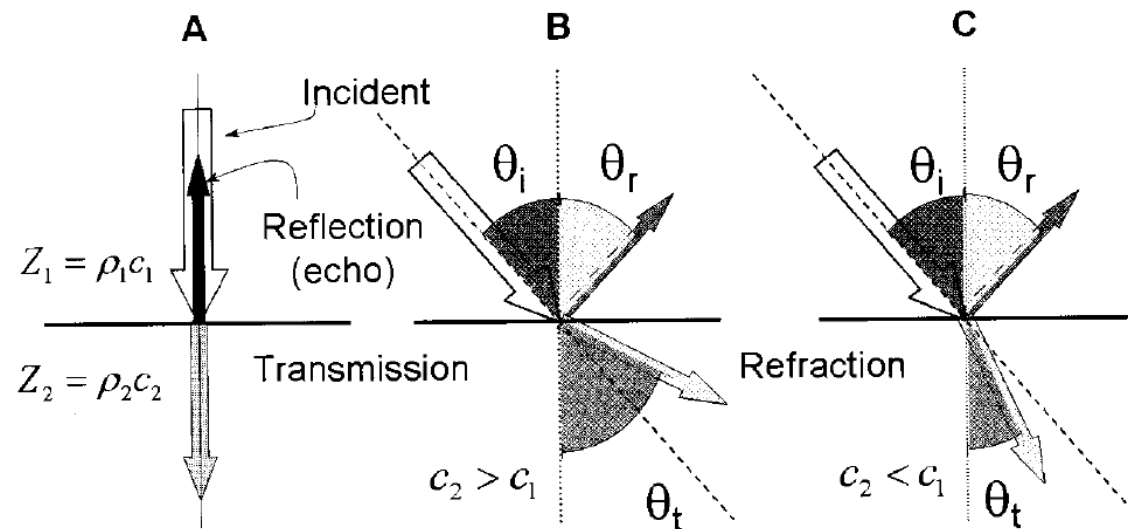 A
B
C
Incident
θi
θr
θi
θr
Reflection
(echo)
Z1 = ρ1c1
Z2 = ρ2c2
Transmission
Refraction
c2 > c1
θt
c2 < c1
θt